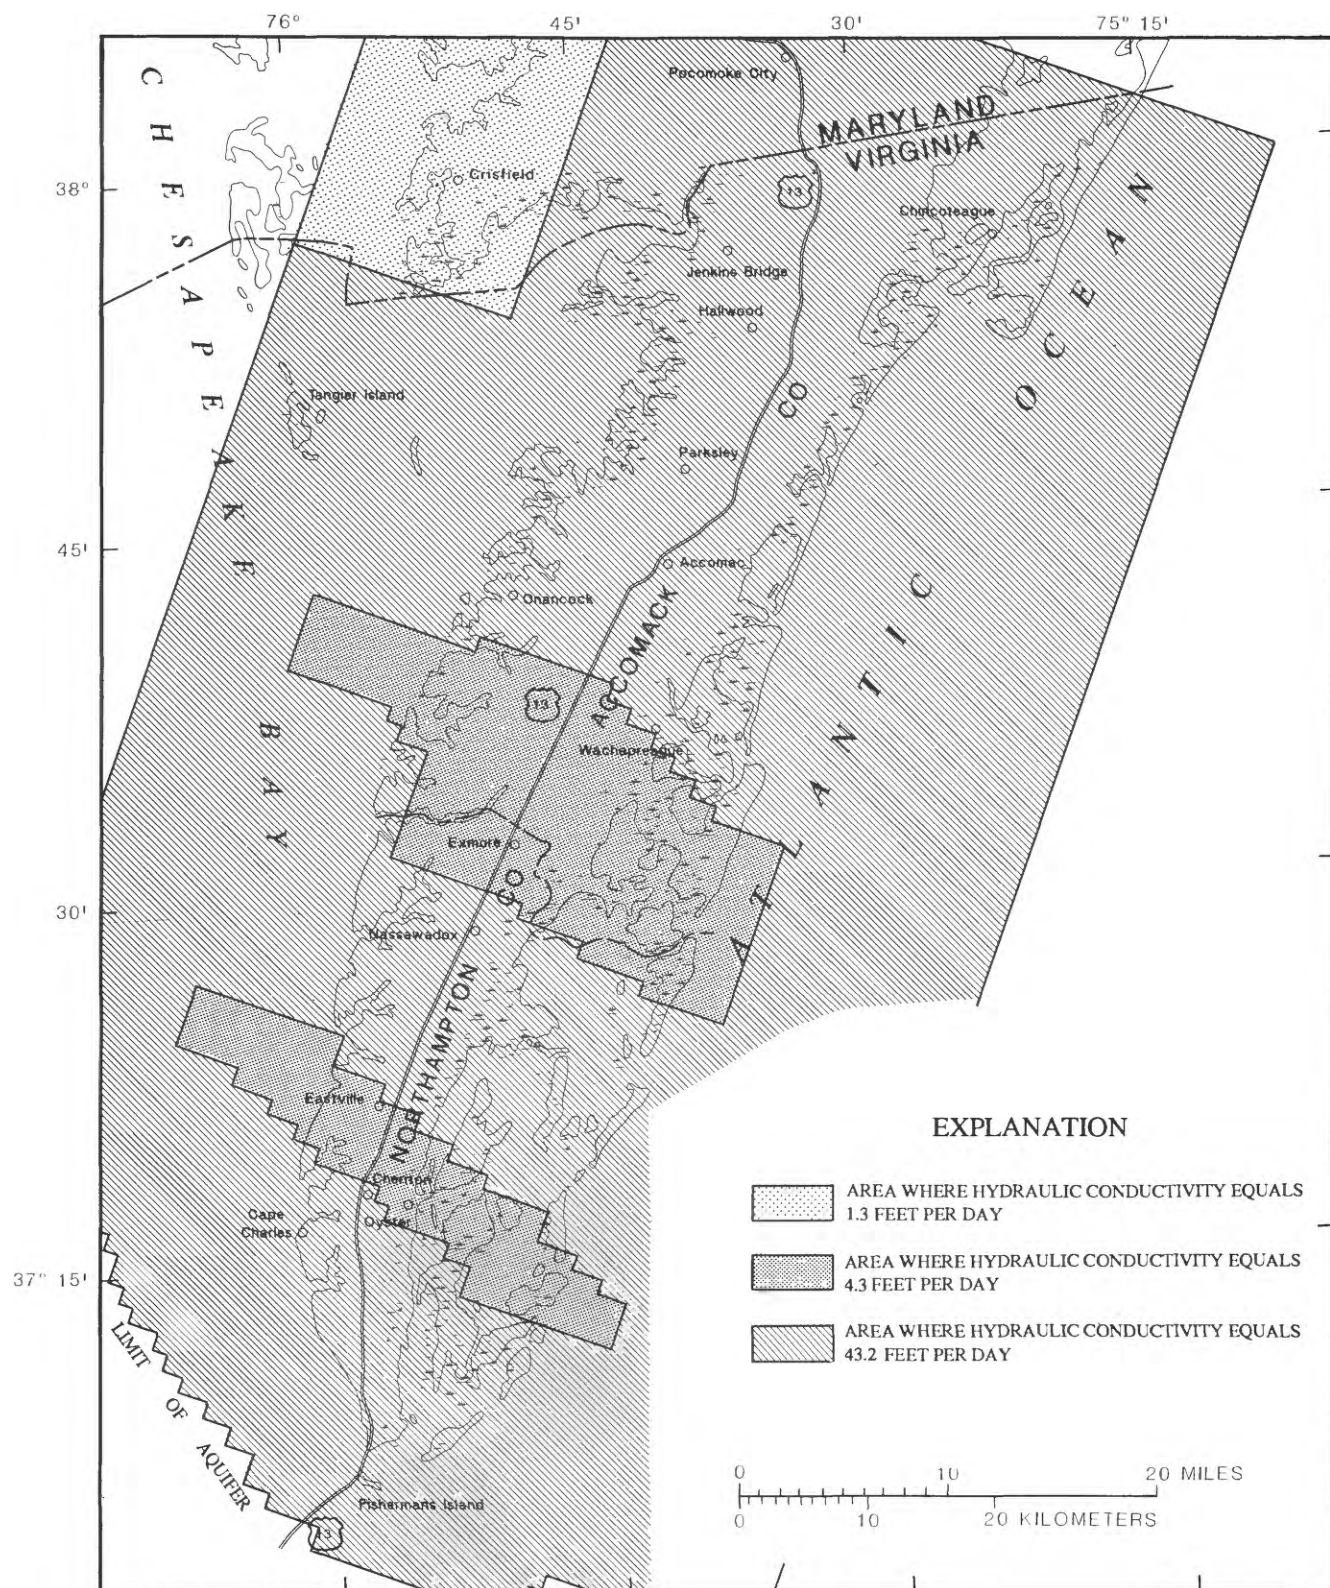 76°
45'
30'
75° 15'
Pocomoke City
CHESAPEAKE
MARYLAND
VIRGINIA
38°
Crisfield
13
Chincoteague
Jenkins Bridge
Hallwood
OCEAN
Tangier Island
CO
Parksley
45'
Accomac
Onancock
ATLANTIC
ACCOMACK
13
BAY
Wachapreague
Exmore
CO
30'
Nassawadox
NORTHAMPTON
Eastville
EXPLANATION
Cheriton
AREA WHERE HYDRAULIC CONDUCTIVITY EQUALS
1.3 FEET PER DAY
Cape
Charles
Oyster
AREA WHERE HYDRAULIC CONDUCTIVITY EQUALS
4.3 FEET PER DAY
37° 15'
AREA WHERE HYDRAULIC CONDUCTIVITY EQUALS
43.2 FEET PER DAY
LIMIT OF AQUIFER
0 10 20 MILES
0 10 20 KILOMETERS
Fishermans Island
13